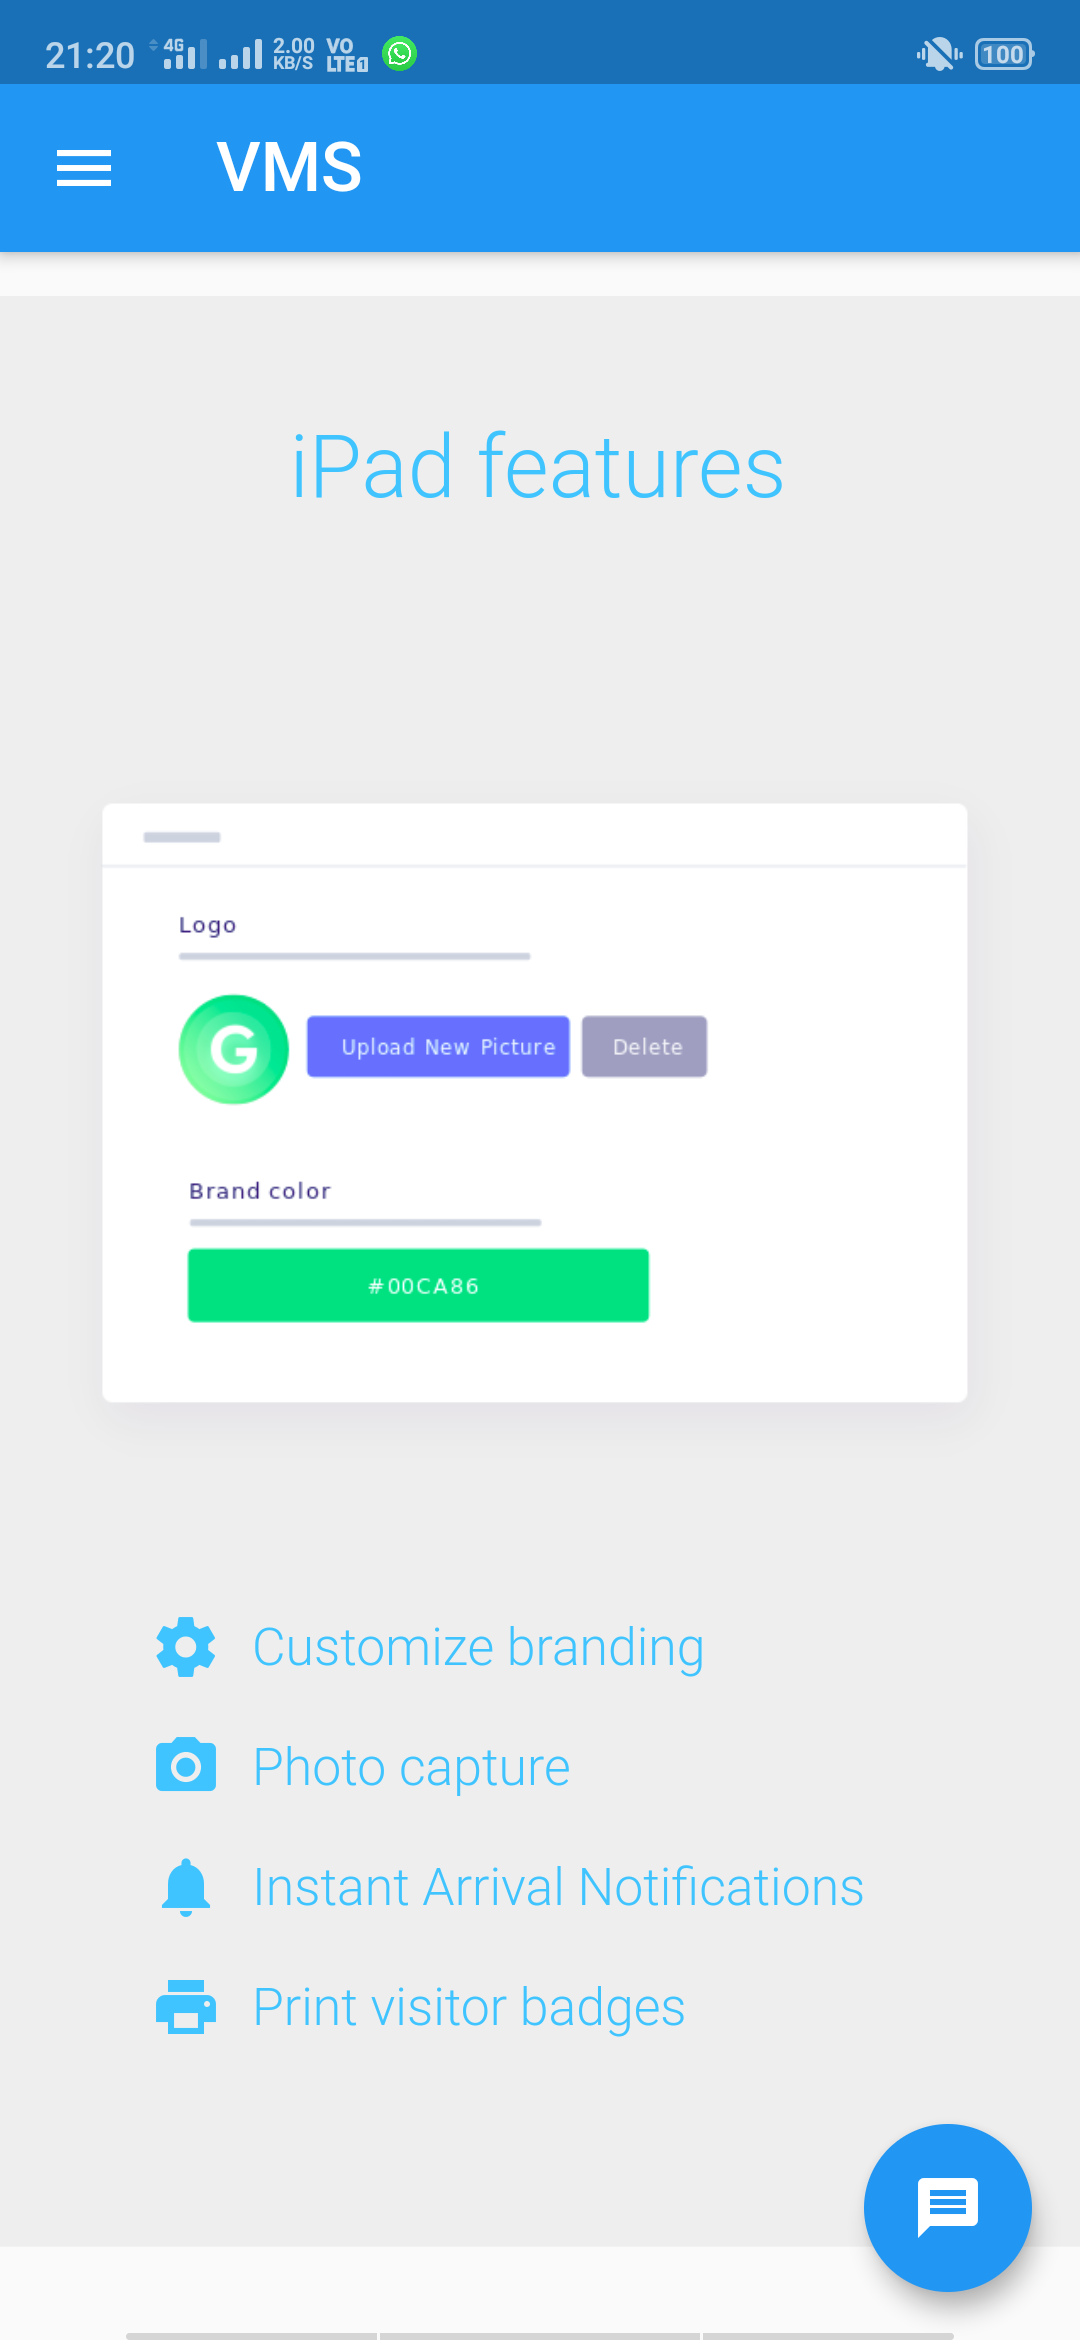 21:20 4G 2.00 KB/S VO LTE1 100
VMS
iPad features
Logo
G Upload New Picture Delete
Brand color
#00CA86
Customize branding
Photo capture
Instant Arrival Notifications
Print visitor badges